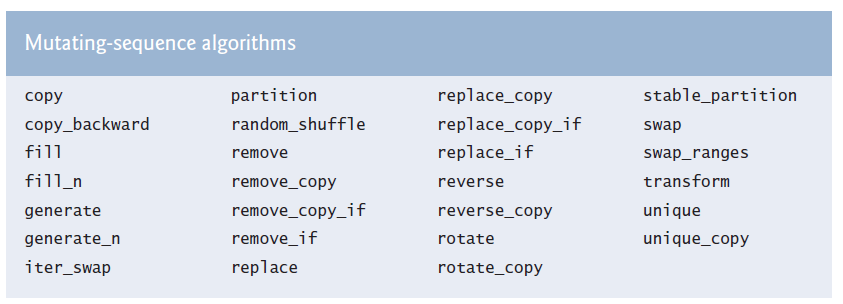 Mutating-sequence algorithms
copy partition replace_copy stable_partition
copy_backward random_shuffle replace_copy_if swap
fill remove replace_if swap_ranges
fill_n remove_copy reverse transform
generate remove_copy_if reverse_copy unique
generate_n remove_if rotate unique_copy
iter_swap replace rotate_copy